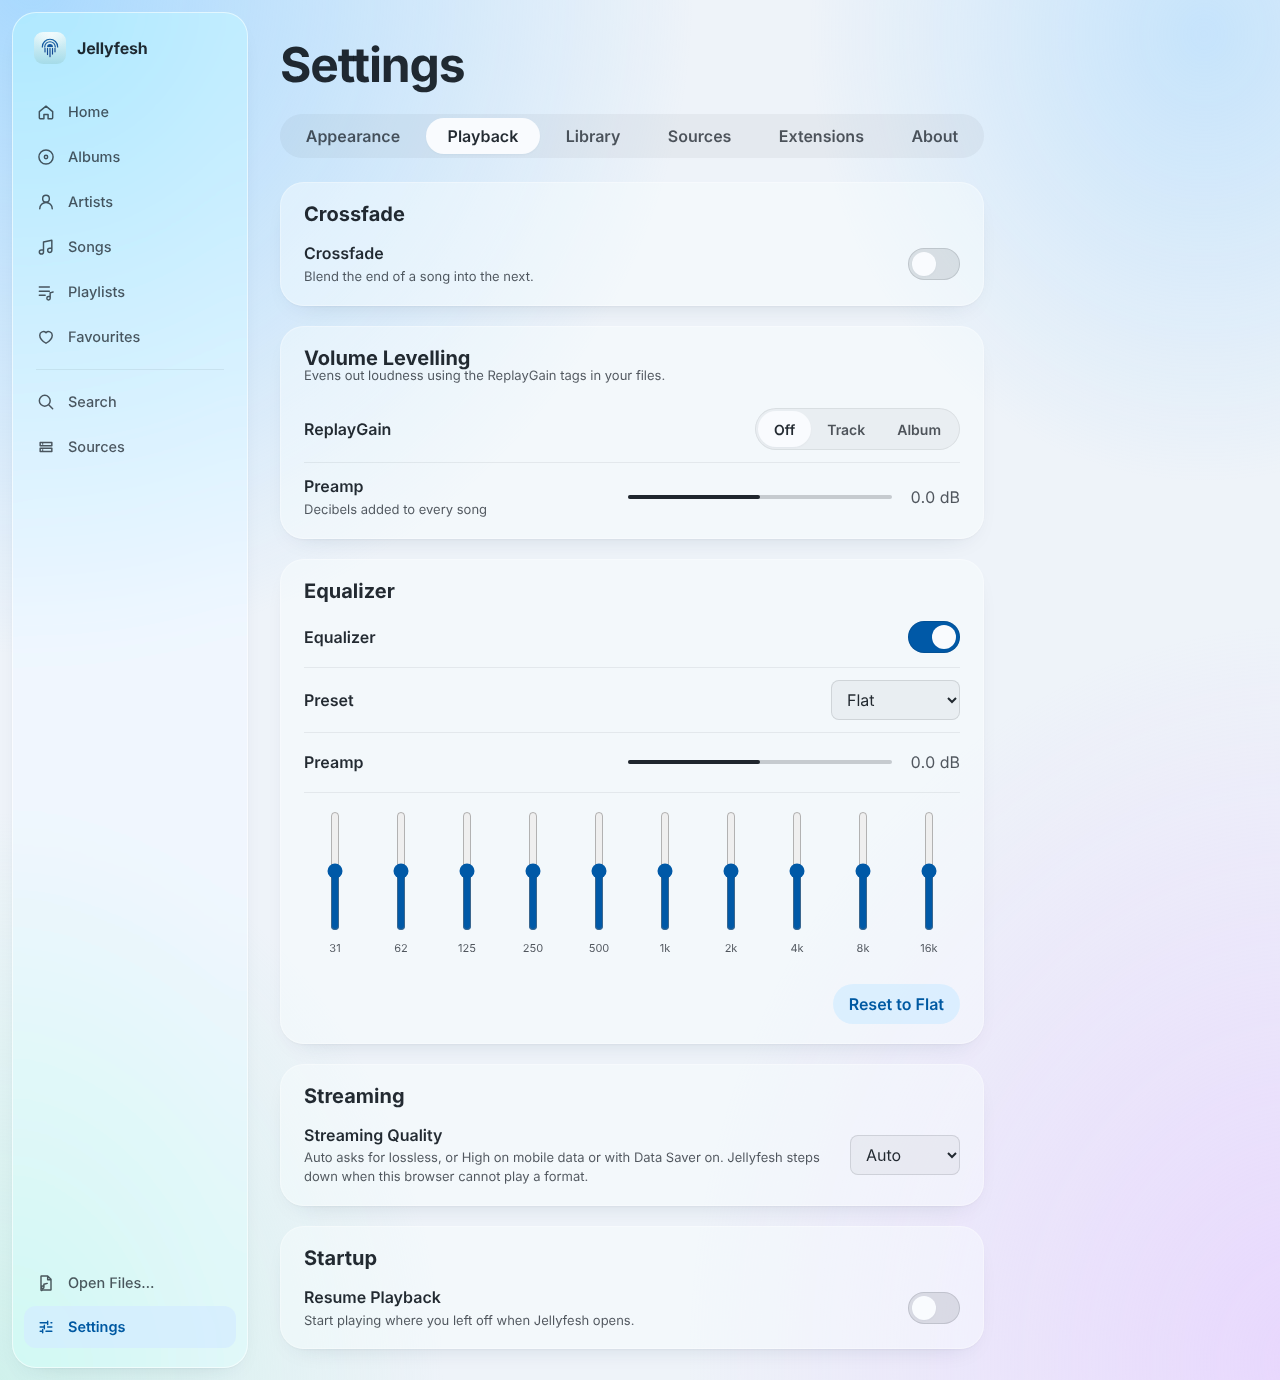 Jellyfesh
Home
Albums
Artists
Songs
Playlists
Favourites
Search
Sources
Open Files...
Settings
Settings
Appearance
Playback
Library
Sources
Extensions
About
Crossfade
Crossfade
Blend the end of a song into the next.
Volume Levelling
Evens out loudness using the ReplayGain tags in your files.
ReplayGain
Off
Track
Album
Preamp
Decibels added to every song
0.0 dB
Equalizer
Equalizer
Preset
Flat
Preamp
0.0 dB
31
62
125
250
500
1k
2k
4k
8k
16k
Reset to Flat
Streaming
Streaming Quality
Auto asks for lossless, or High on mobile data or with Data Saver on. Jellyfesh steps
down when this browser cannot play a format.
Auto
Startup
Resume Playback
Start playing where you left off when Jellyfesh opens.